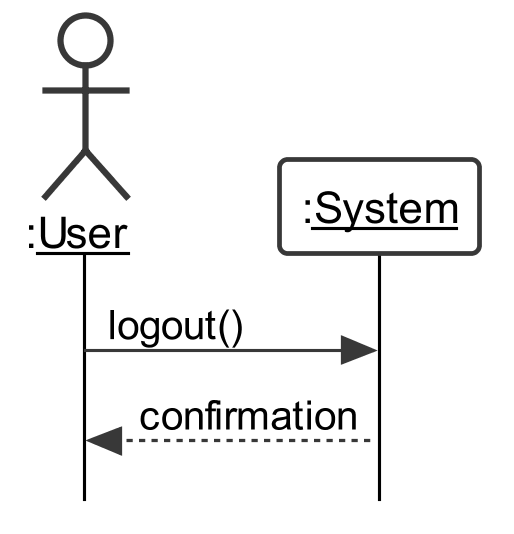 :User
:System
logout()
confirmation